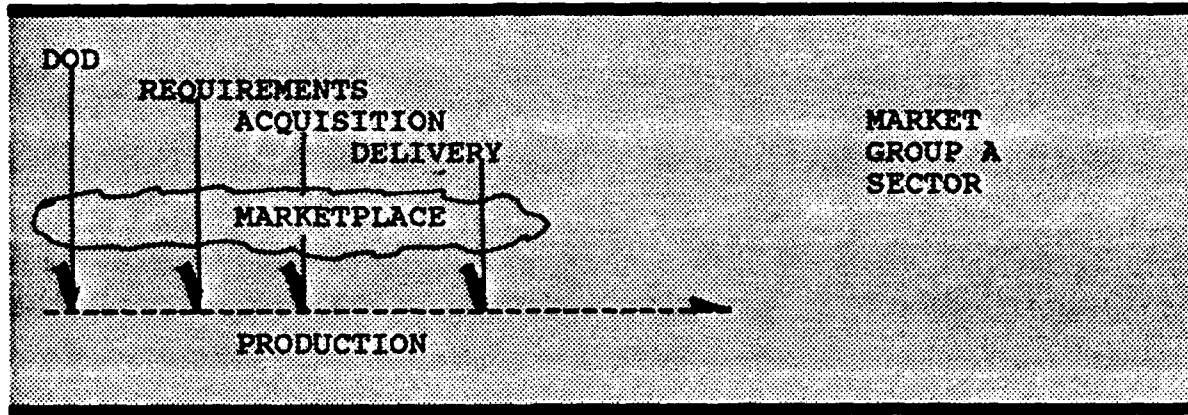 DOD
REQUIREMENTS
ACQUISITION
DELIVERY
MARKETPLACE
PRODUCTION
MARKET
GROUP A
SECTOR